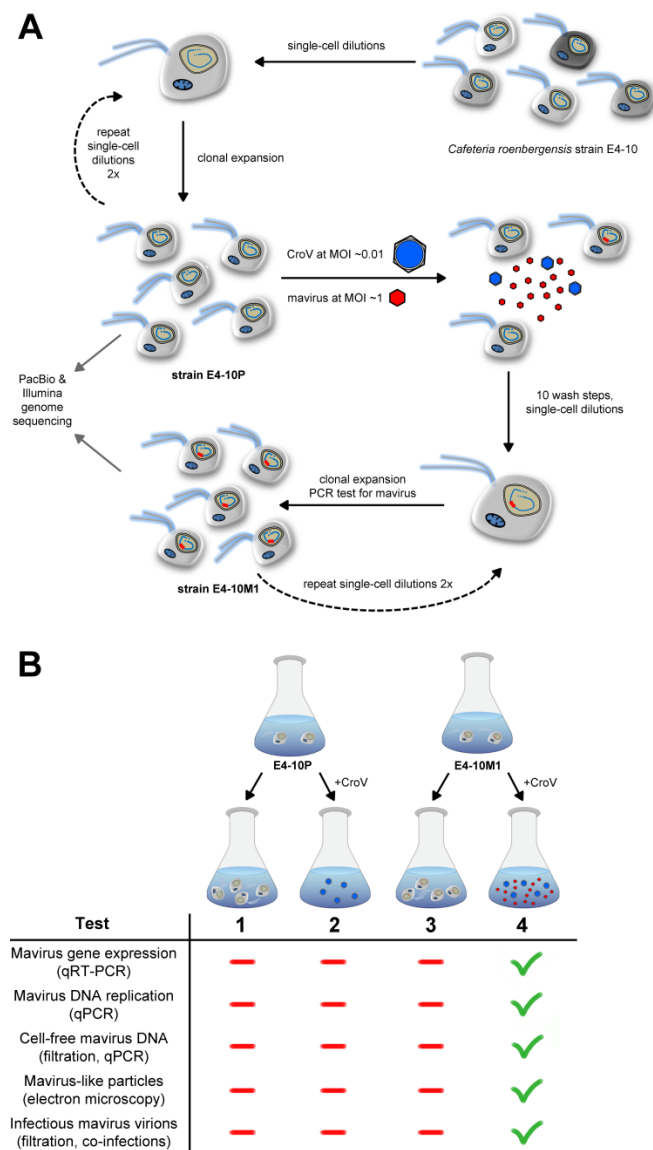 A
single-cell dilutions
Cafeteria roenbergensis strain E4-10
repeat
single-cell
dilutions
2x
clonal expansion
CroV at MOI ~0.01
mavirus at MOI ~1
strain E4-10P
PacBio &
Illumina
genome
sequencing
10 wash steps,
single-cell dilutions
clonal expansion
PCR test for mavirus
strain E4-10M1
repeat single-cell dilutions 2x
B
E4-10P
E4-10M1
+CroV
+CroV
Test 1 2 3 4
Mavirus gene expression
(qRT-PCR)
Mavirus DNA replication
(qPCR)
Cell-free mavirus DNA
(filtration, qPCR)
Mavirus-like particles
(electron microscopy)
Infectious mavirus virions
(filtration, co-infections)